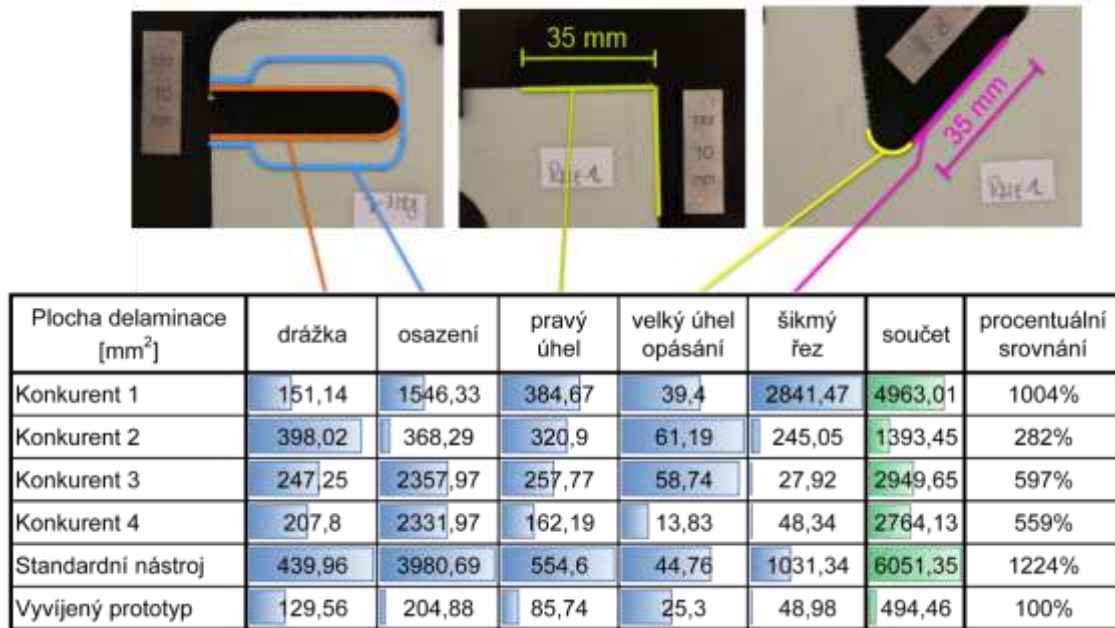 10
mm
35 mm
10
mm
35 mm
Plocha delaminace [mm²] drážka osazení pravý úhel velký úhel opásání šikmý řez součet procentuální srovnání
Konkurent 1 151,14 1546,33 384,67 39,4 2841,47 4963,01 1004%
Konkurent 2 398,02 368,29 320,9 61,19 245,05 1393,45 282%
Konkurent 3 247,25 2357,97 257,77 58,74 27,92 2949,65 597%
Konkurent 4 207,8 2331,97 162,19 13,83 48,34 2764,13 559%
Standardní nástroj 439,96 3980,69 554,6 44,76 1031,34 6051,35 1224%
Vyvíjený prototyp 129,56 204,88 85,74 25,3 48,98 494,46 100%